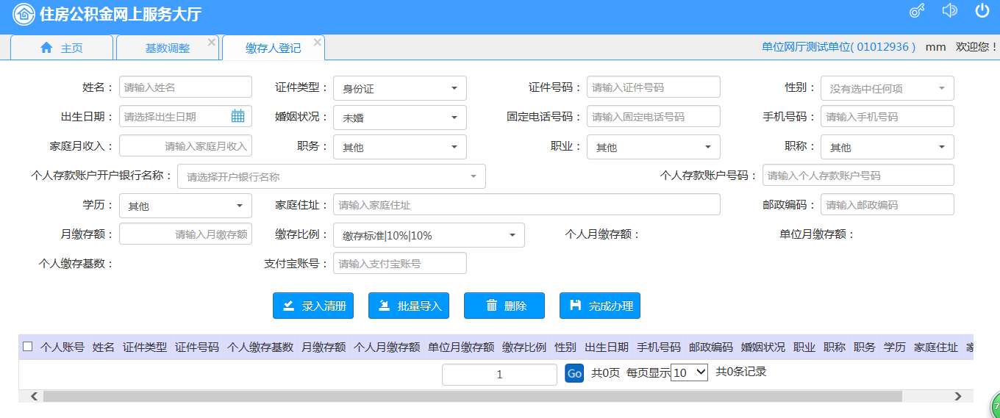 住房公积金网上服务大厅
主页 基数调整 缴存人登记 单位网厅测试单位( 01012936 ) mm 欢迎您！
姓名： 请输入姓名 证件类型： 身份证 证件号码： 请输入证件号码 性别： 没有选中任何项
出生日期： 请选择出生日期 婚姻状况： 未婚 固定电话号码： 请输入固定电话号码 手机号码： 请输入手机号码
家庭月收入： 请输入家庭月收入 职务： 其他 职业： 其他 职称： 其他
个人存款账户开户银行名称： 请选择开户银行名称 个人存款账户号码： 请输入个人存款账户号码
学历： 其他 家庭住址： 请输入家庭住址 邮政编码： 请输入邮政编码
月缴存额： 请输入月缴存额 缴存比例： 缴存标准|10%|10% 个人月缴存额： 单位月缴存额：
个人缴存基数： 支付宝账号： 请输入支付宝账号
录入清册 批量导入 删除 完成办理
个人账号 姓名 证件类型 证件号码 个人缴存基数 月缴存额 个人月缴存额 单位月缴存额 缴存比例 性别 出生日期 手机号码 邮政编码 婚姻状况 职业 职称 职务 学历 家庭住址
1 Go 共0页 每页显示 10 共0条记录